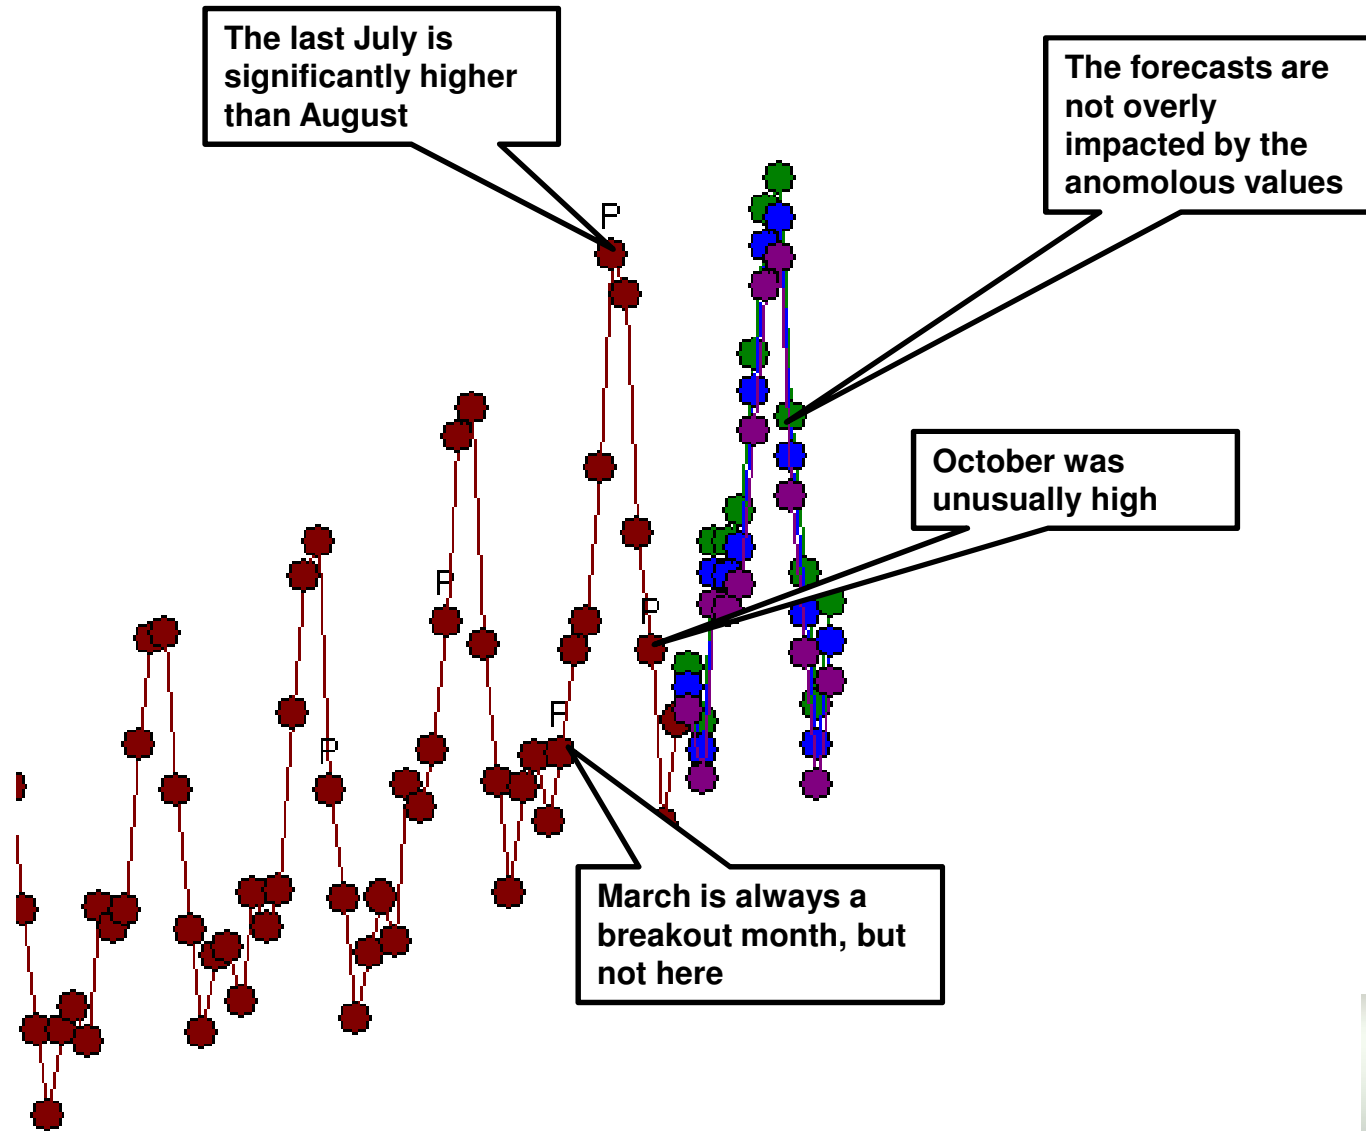 The last July is
significantly higher
than August
The forecasts are
not overly
impacted by the
anomolous values
P
October was
unusually high
P
P
P
P
March is always a
breakout month, but
not here